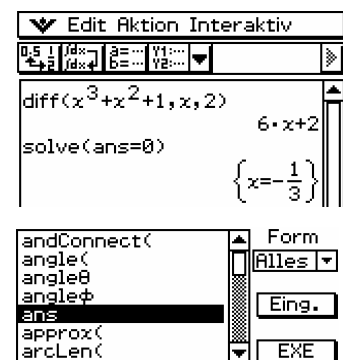 Edit Aktion Interaktiv
diff(x^3+x^2+1,x,2)
6·x+2
solve(ans=0)
{x=-1/3}
andConnect(
angle(
angleθ
angleφ
ans
approx(
arcLen(
Form
Alles
Eing.
EXE